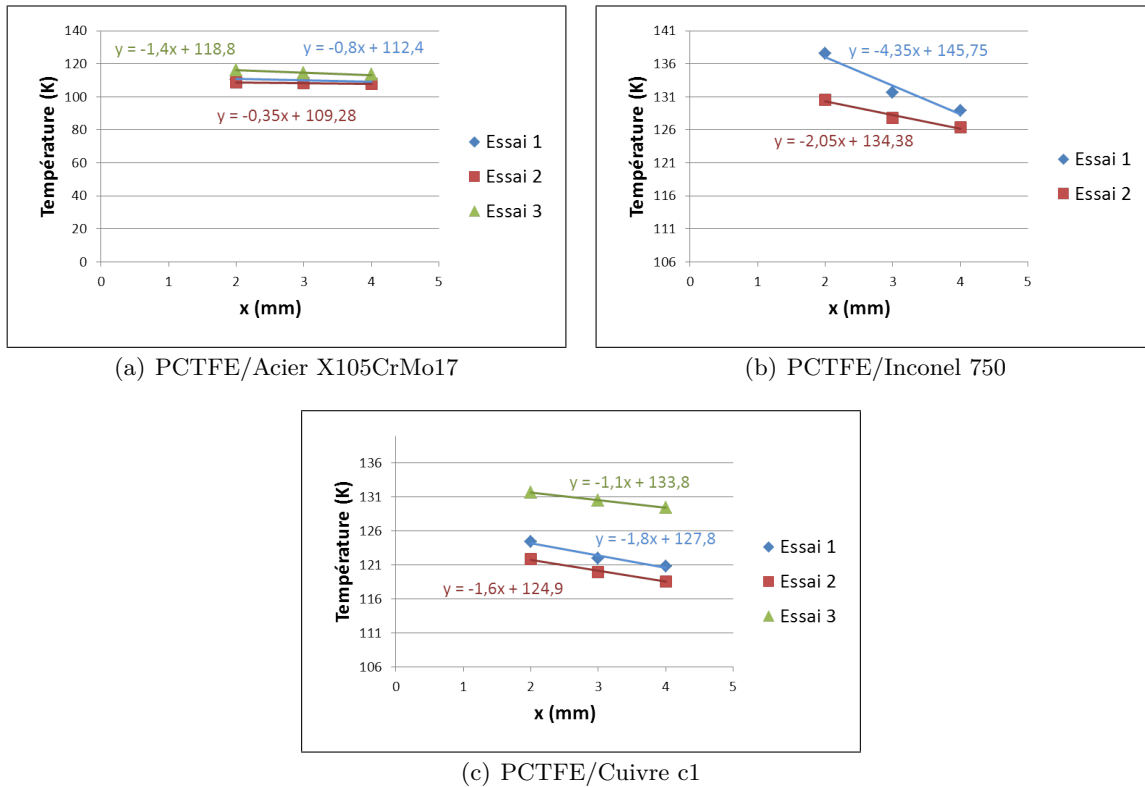 140
120
100
80
60
40
20
0
Température (K)
y = -1,4x + 118,8
y = -0,8x + 112,4
y = -0,35x + 109,28
Essai 1
Essai 2
Essai 3
0 1 2 3 4 5
x (mm)
(a) PCTFE/Acier X105CrMo17
141
136
131
126
121
116
111
106
Température (K)
y = -4,35x + 145,75
y = -2,05x + 134,38
Essai 1
Essai 2
0 1 2 3 4 5
x (mm)
(b) PCTFE/Inconel 750
136
131
126
121
116
111
106
Température (K)
y = -1,1x + 133,8
y = -1,8x + 127,8
y = -1,6x + 124,9
Essai 1
Essai 2
Essai 3
0 1 2 3 4 5
x (mm)
(c) PCTFE/Cuivre c1